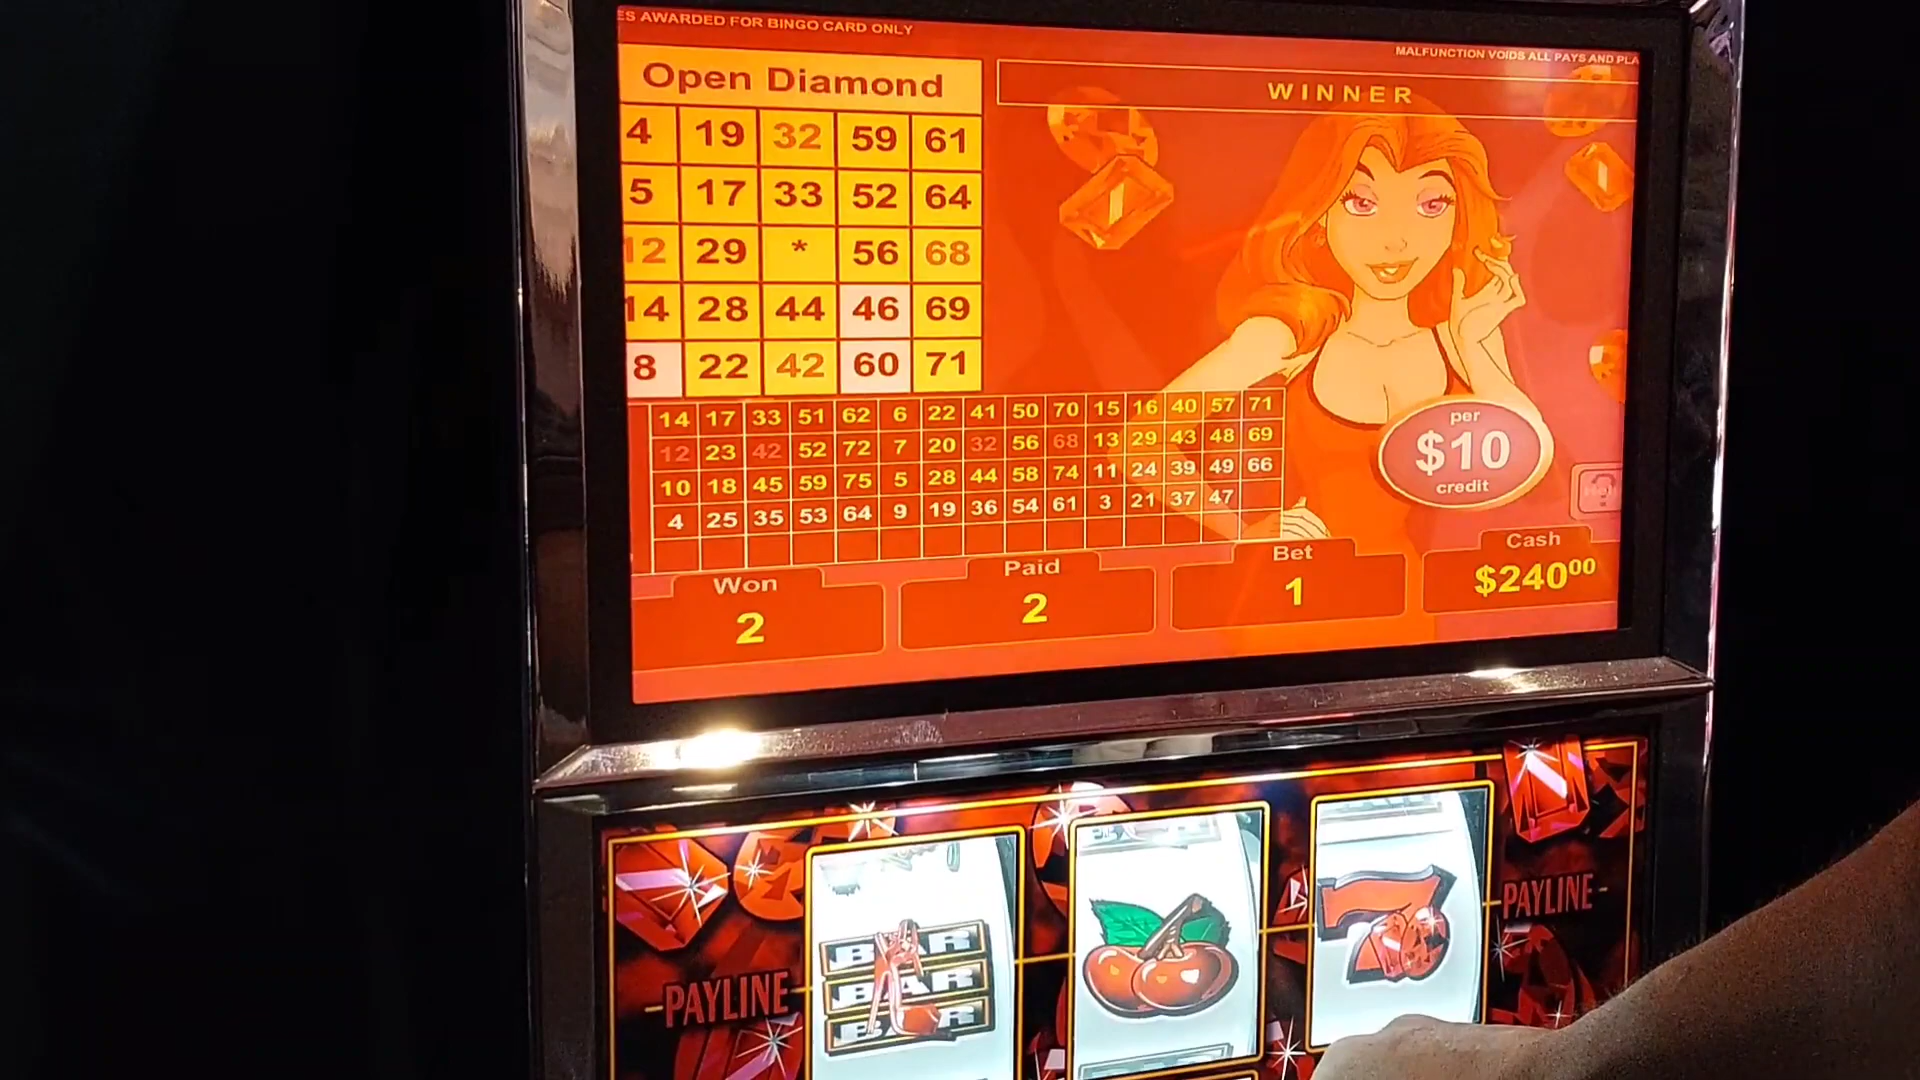 ES AWARDED FOR BINGO CARD ONLY
MALFUNCTION VOIDS ALL PAYS AND PLA
Open Diamond
WINNER
4 19 32 59 61
5 17 33 52 64
12 29 * 56 68
14 28 44 46 69
8 22 42 60 71
14 17 33 51 62 6 22 41 50 70 15 16 40 57 71
12 23 42 52 72 7 20 32 56 68 13 29 43 48 69
10 18 45 59 75 5 28 44 58 74 11 24 39 49 66
4 25 35 53 64 9 19 36 54 61 3 21 37 47
per
$10
credit
?
Won
2
Paid
2
Bet
1
Cash
$24000
PAYLINE -
-PAYLINE
BAR
BAR
BAR
7